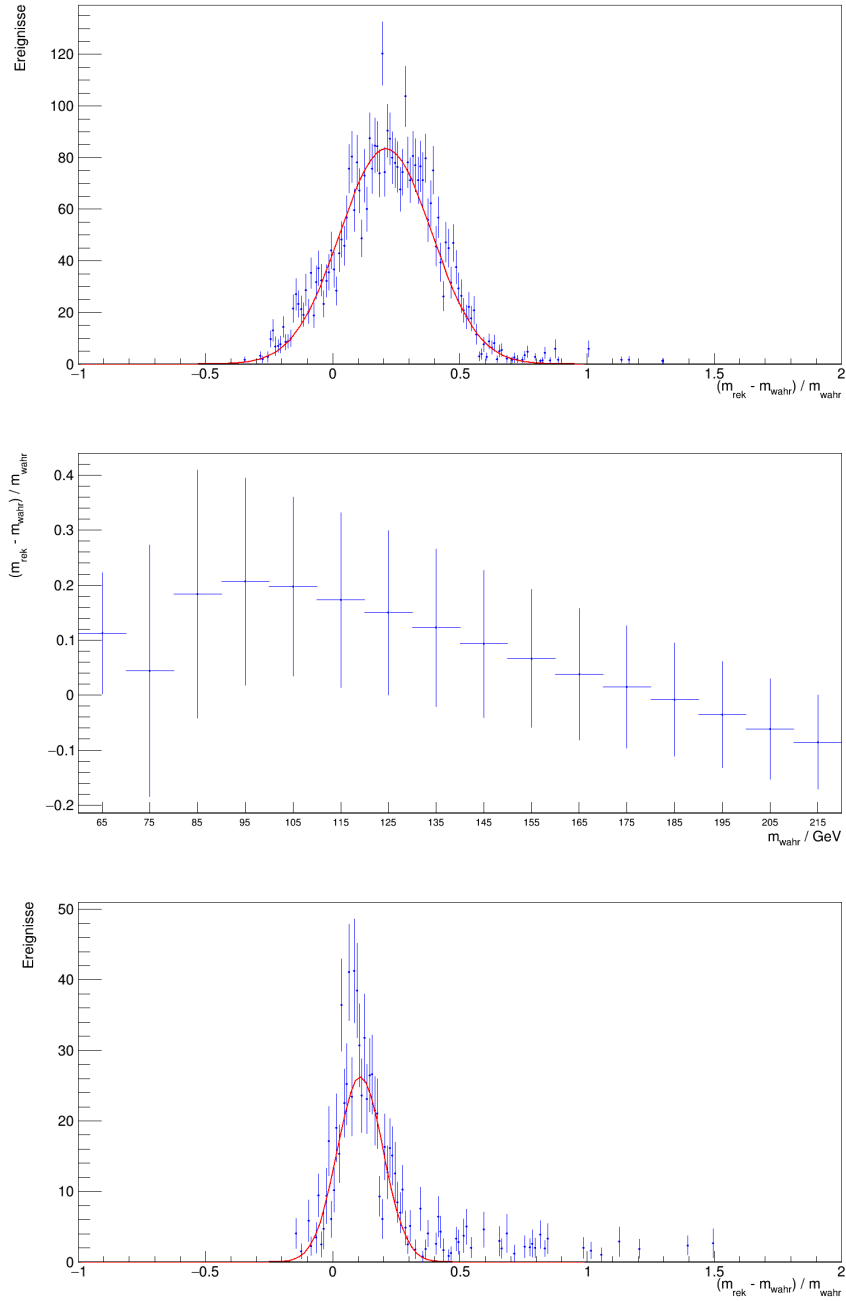 Ereignisse
120
100
80
60
40
20
0
−1 −0.5 0 0.5 1 1.5 2
(m_rek - m_wahr) / m_wahr
(m_rek - m_wahr) / m_wahr
0.4
0.3
0.2
0.1
0
−0.1
−0.2
65 75 85 95 105 115 125 135 145 155 165 175 185 195 205 215
m_wahr / GeV
Ereignisse
50
40
30
20
10
0
−1 −0.5 0 0.5 1 1.5 2
(m_rek - m_wahr) / m_wahr